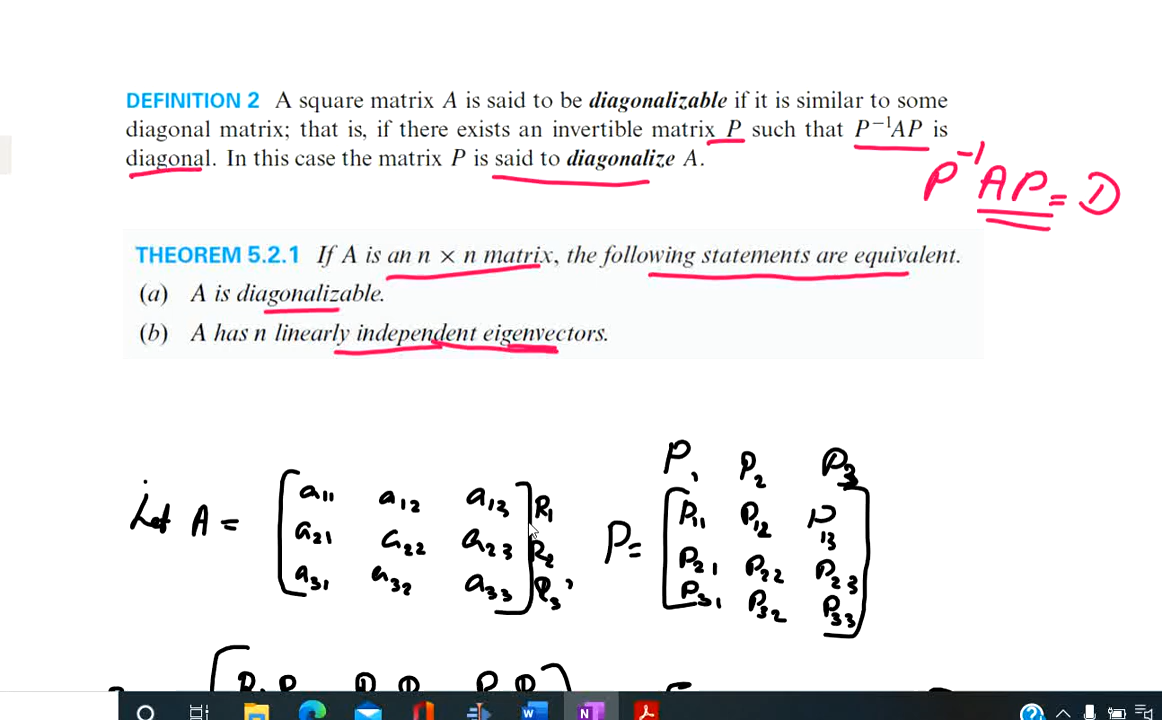 DEFINITION 2 A square matrix A is said to be diagonalizable if it is similar to some
diagonal matrix; that is, if there exists an invertible matrix P such that P⁻¹AP is
diagonal. In this case the matrix P is said to diagonalize A.
P⁻¹AP = D
THEOREM 5.2.1 If A is an n × n matrix, the following statements are equivalent.
(a) A is diagonalizable.
(b) A has n linearly independent eigenvectors.
P₁ P₂ P₃
Let A = [a₁₁ a₁₂ a₁₃] R₁ P = [P₁₁ P₁₂ P₁₃]
[a₂₁ a₂₂ a₂₃] R₂ [P₂₁ P₂₂ P₂₃]
[a₃₁ a₃₂ a₃₃] R₃, [P₃₁ P₃₂ P₃₃]